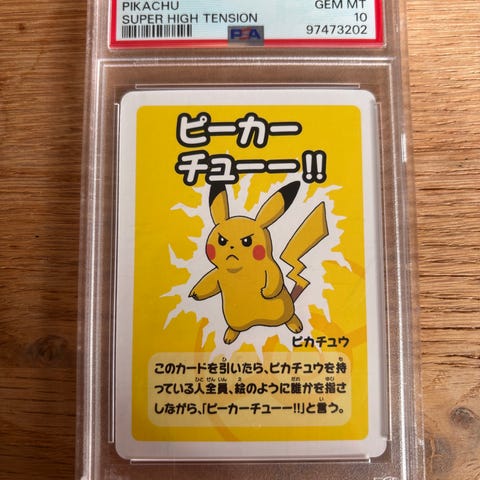 PIKACHU GEM MT
SUPER HIGH TENSION 10
PSA 97473202
ピーカー
チューー!!
ピカチュウ
このカードを引いたら、ピカチュウを持
っている人全員、絵のように誰かを指さ
しながら、「ピーカーチューー!!」と言う。